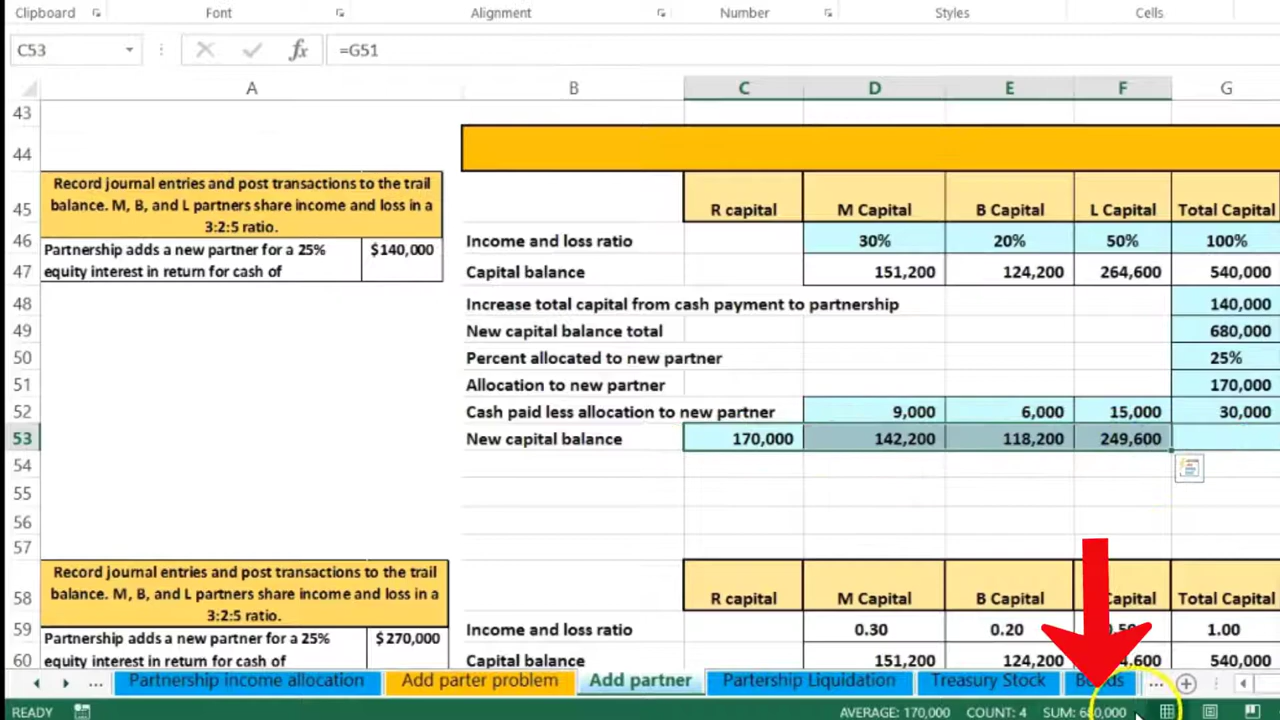 Clipboard Font Alignment Number Styles Cells
C53 fx =G51
A B C D E F G
43
44
45 Record journal entries and post transactions to the trail balance. M, B, and L partners share income and loss in a 3:2:5 ratio. R capital M Capital B Capital L Capital Total Capital
46 Partnership adds a new partner for a 25% $140,000 Income and loss ratio 30% 20% 50% 100%
47 equity interest in return for cash of Capital balance 151,200 124,200 264,600 540,000
48 Increase total capital from cash payment to partnership 140,000
49 New capital balance total 680,000
50 Percent allocated to new partner 25%
51 Allocation to new partner 170,000
52 Cash paid less allocation to new partner 9,000 6,000 15,000 30,000
53 New capital balance 170,000 142,200 118,200 249,600
54
55
56
57
58 Record journal entries and post transactions to the trail balance. M, B, and L partners share income and loss in a 3:2:5 ratio. R capital M Capital B Capital Capital Total Capital
59 Partnership adds a new partner for a 25% $270,000 Income and loss ratio 0.30 0.20 1.00
60 equity interest in return for cash of Capital balance 151,200 124,200 540,000
... Partnership income allocation Add parter problem Add partner Partership Liquidation Treasury Stock ...
READY AVERAGE: 170,000 COUNT: 4 SUM: